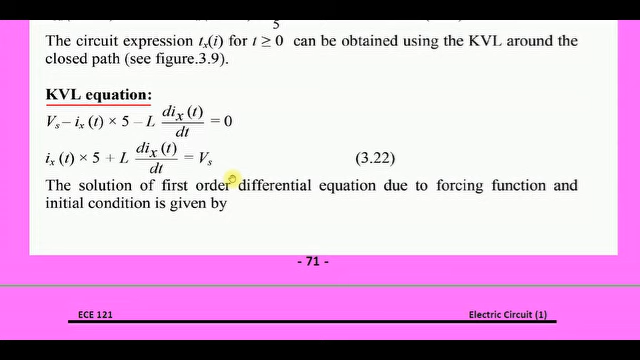 5
The circuit expression tₓ(i) for t ≥ 0 can be obtained using the KVL around the
closed path (see figure.3.9).
KVL equation:
Vₛ – iₓ (t) × 5 – L diₓ(t)/dt = 0
iₓ (t) × 5 + L diₓ(t)/dt = Vₛ (3.22)
The solution of first order differential equation due to forcing function and
initial condition is given by
- 71 -
ECE 121 Electric Circuit (1)